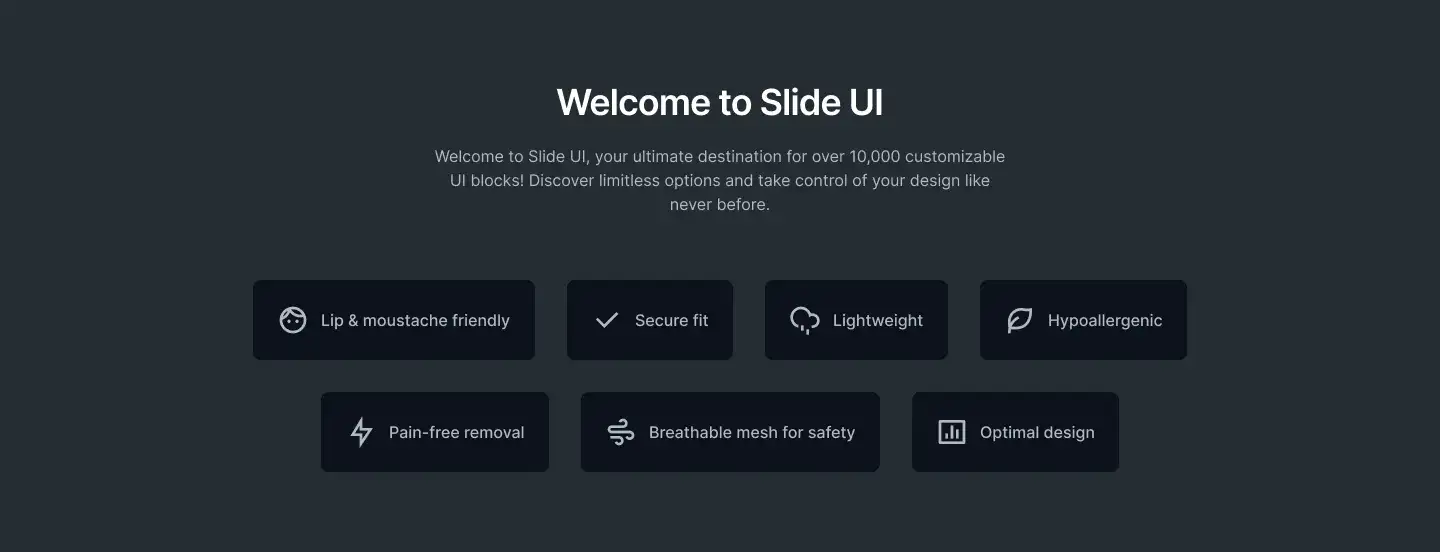 Welcome to Slide UI
Welcome to Slide UI, your ultimate destination for over 10,000 customizable
UI blocks! Discover limitless options and take control of your design like
never before.
Lip & moustache friendly
Secure fit
Lightweight
Hypoallergenic
Pain-free removal
Breathable mesh for safety
Optimal design